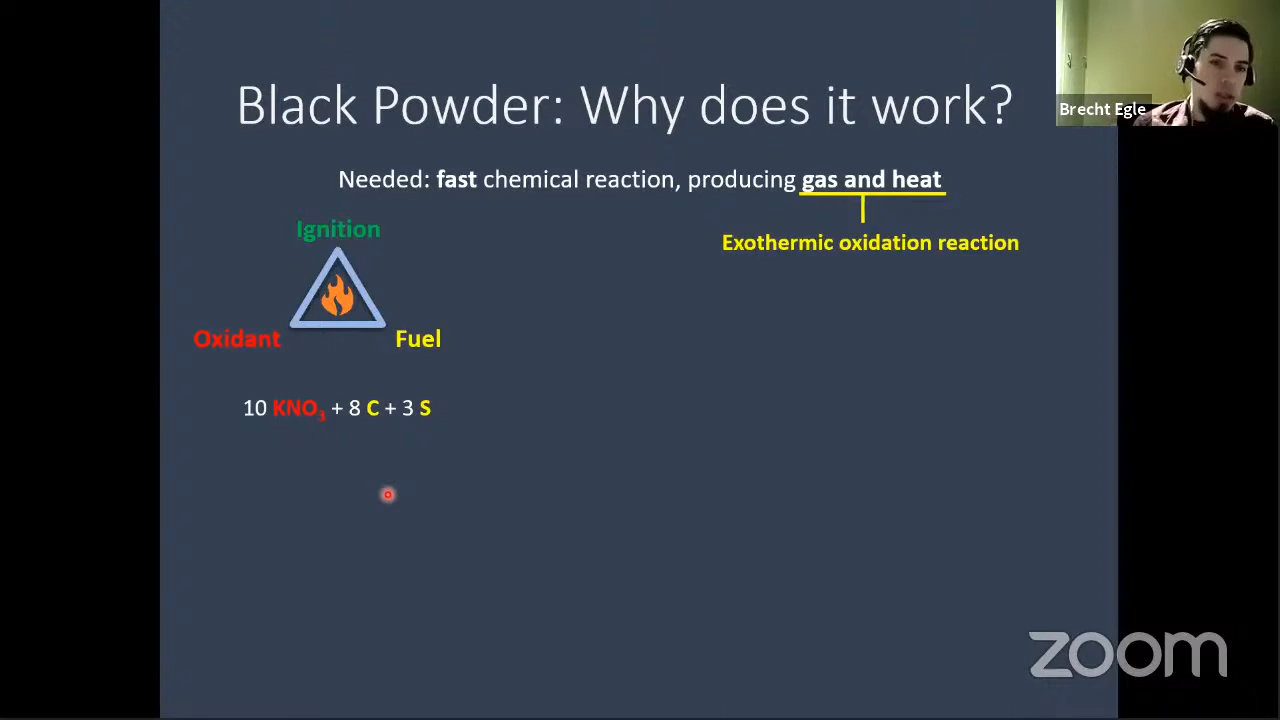 Black Powder: Why does it work?
Brecht Egle
Needed: fast chemical reaction, producing gas and heat
Ignition
Exothermic oxidation reaction
Oxidant
Fuel
10 KNO₃ + 8 C + 3 S
zoom